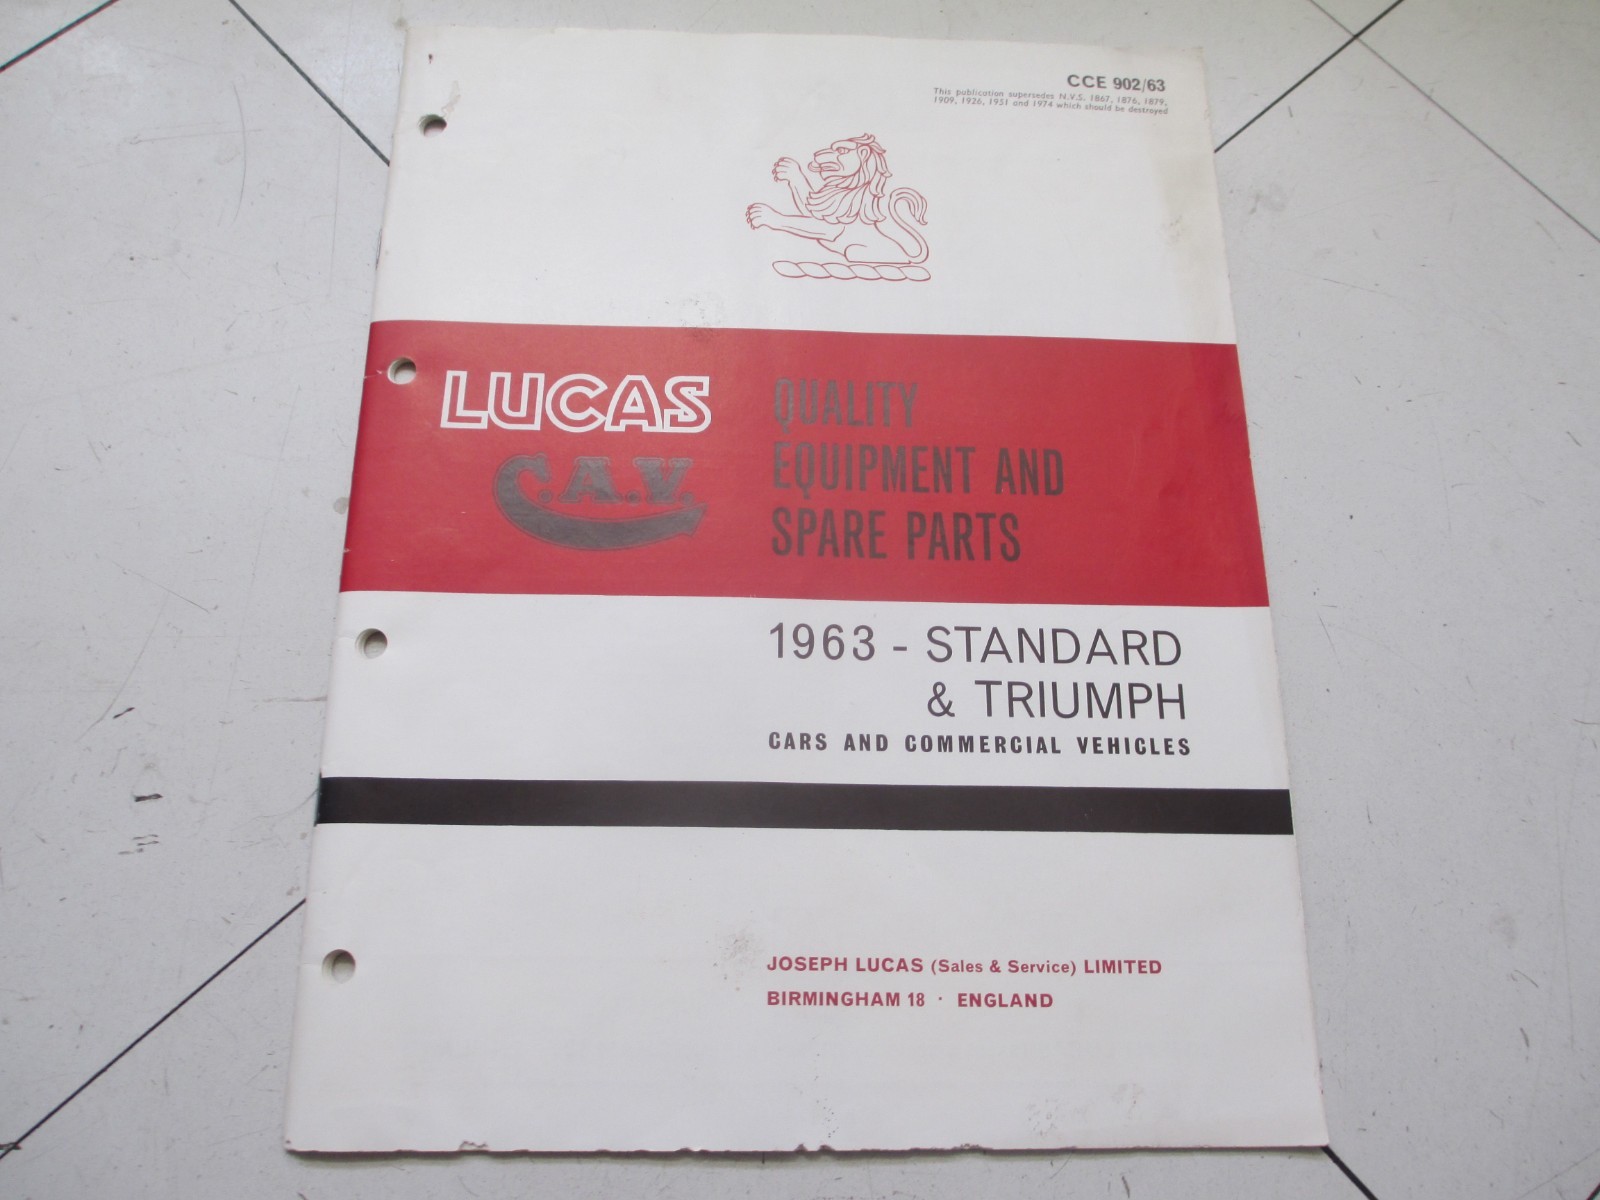 CCE 902/63
This publication supersedes N.V.S. 1867, 1876, 1879,
1909, 1926, 1951 and 1974 which should be destroyed
LUCAS
C.A.V.
QUALITY
EQUIPMENT AND
SPARE PARTS
1963 - STANDARD
& TRIUMPH
CARS AND COMMERCIAL VEHICLES
JOSEPH LUCAS (Sales & Service) LIMITED
BIRMINGHAM 18 · ENGLAND